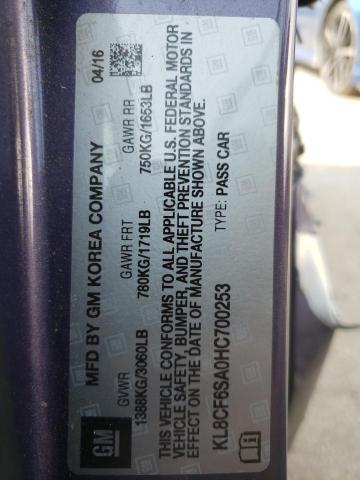 MFD BY GM KOREA COMPANY
04/16
GVWR
GAWR FRT
GAWR RR
1388KG/3060LB
780KG/1719LB
750KG/1653LB
THIS VEHICLE CONFORMS TO ALL APPLICABLE U.S. FEDERAL MOTOR
VEHICLE SAFETY, BUMPER, AND THEFT PREVENTION STANDARDS IN
EFFECT ON THE DATE OF MANUFACTURE SHOWN ABOVE.
TYPE: PASS CAR
KL8CF6SA0HC700253
GM